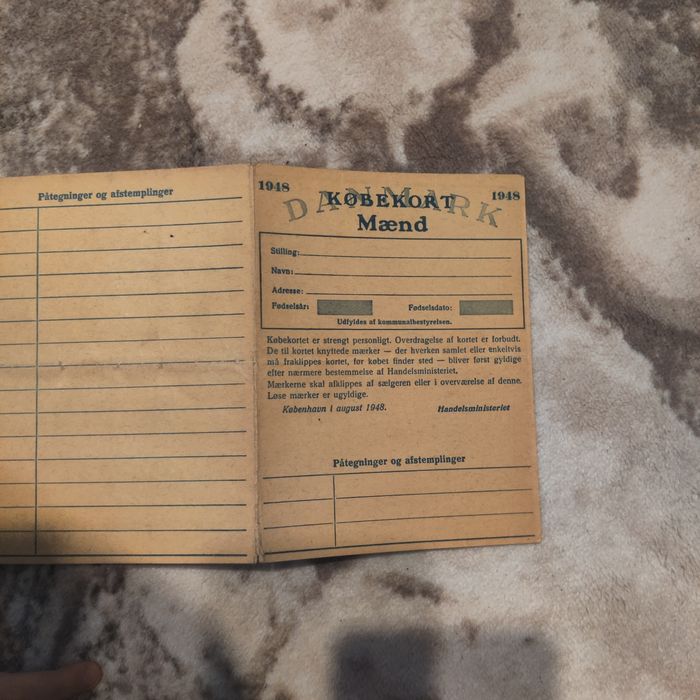 Påtegninger og afstemplinger
1948 1948
DANMARK
KØBEKORT
Mænd
Stilling:
Navn:
Adresse:
Fødselsår: Fødselsdato:
Udfyldes af kommunalbestyrelsen.
Købekortet er strengt personligt. Overdragelse af kortet er forbudt.
De til kortet knyttede mærker — der hverken samlet eller enkeltvis
må fraklippes kortet, før købet finder sted — bliver først gyldige
efter nærmere bestemmelse af Handelsministeriet.
Mærkerne skal afklippes af sælgeren eller i overværelse af denne.
Løse mærker er ugyldige.
København i august 1948. Handelsministeriet
Påtegninger og afstemplinger